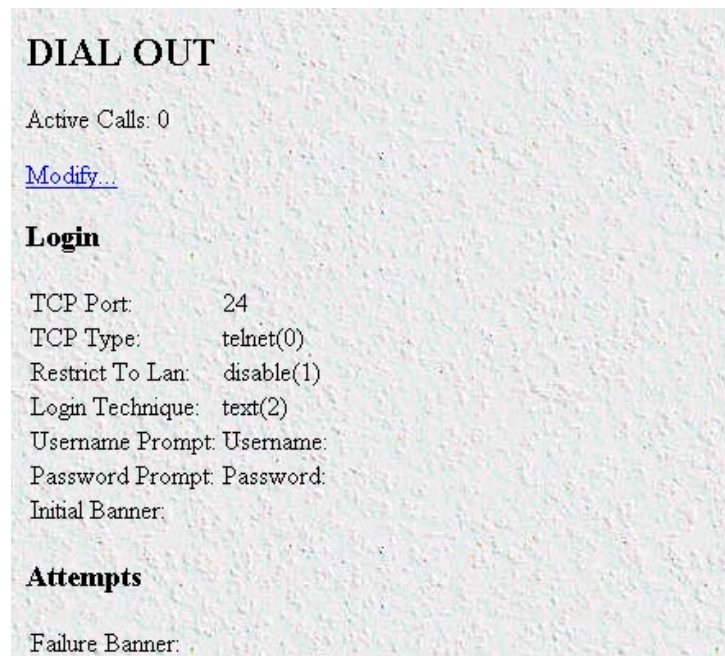 DIAL OUT
Active Calls: 0
Modify...
Login
TCP Port: 24
TCP Type: telnet(0)
Restrict To Lan: disable(1)
Login Technique: text(2)
Username Prompt: Username:
Password Prompt: Password:
Initial Banner:
Attempts
Failure Banner: